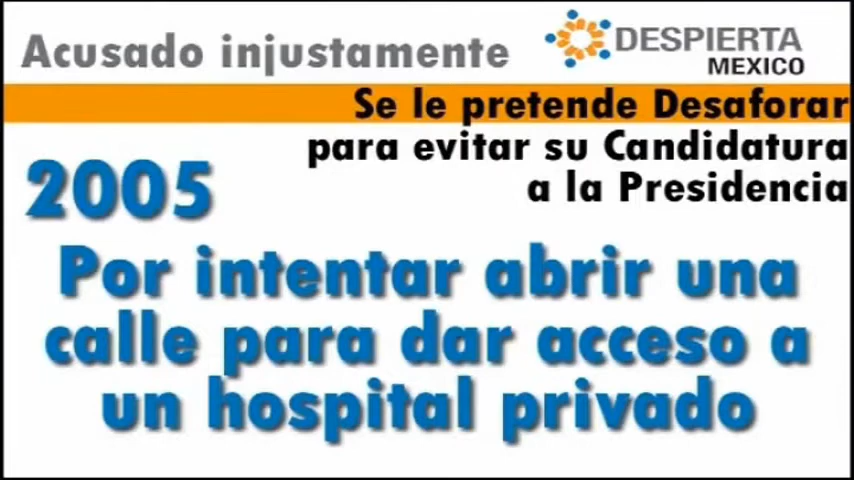 Acusado injustamente
DESPIERTA
MEXICO
Se le pretende Desaforar
para evitar su Candidatura
a la Presidencia
2005
Por intentar abrir una
calle para dar acceso a
un hospital privado